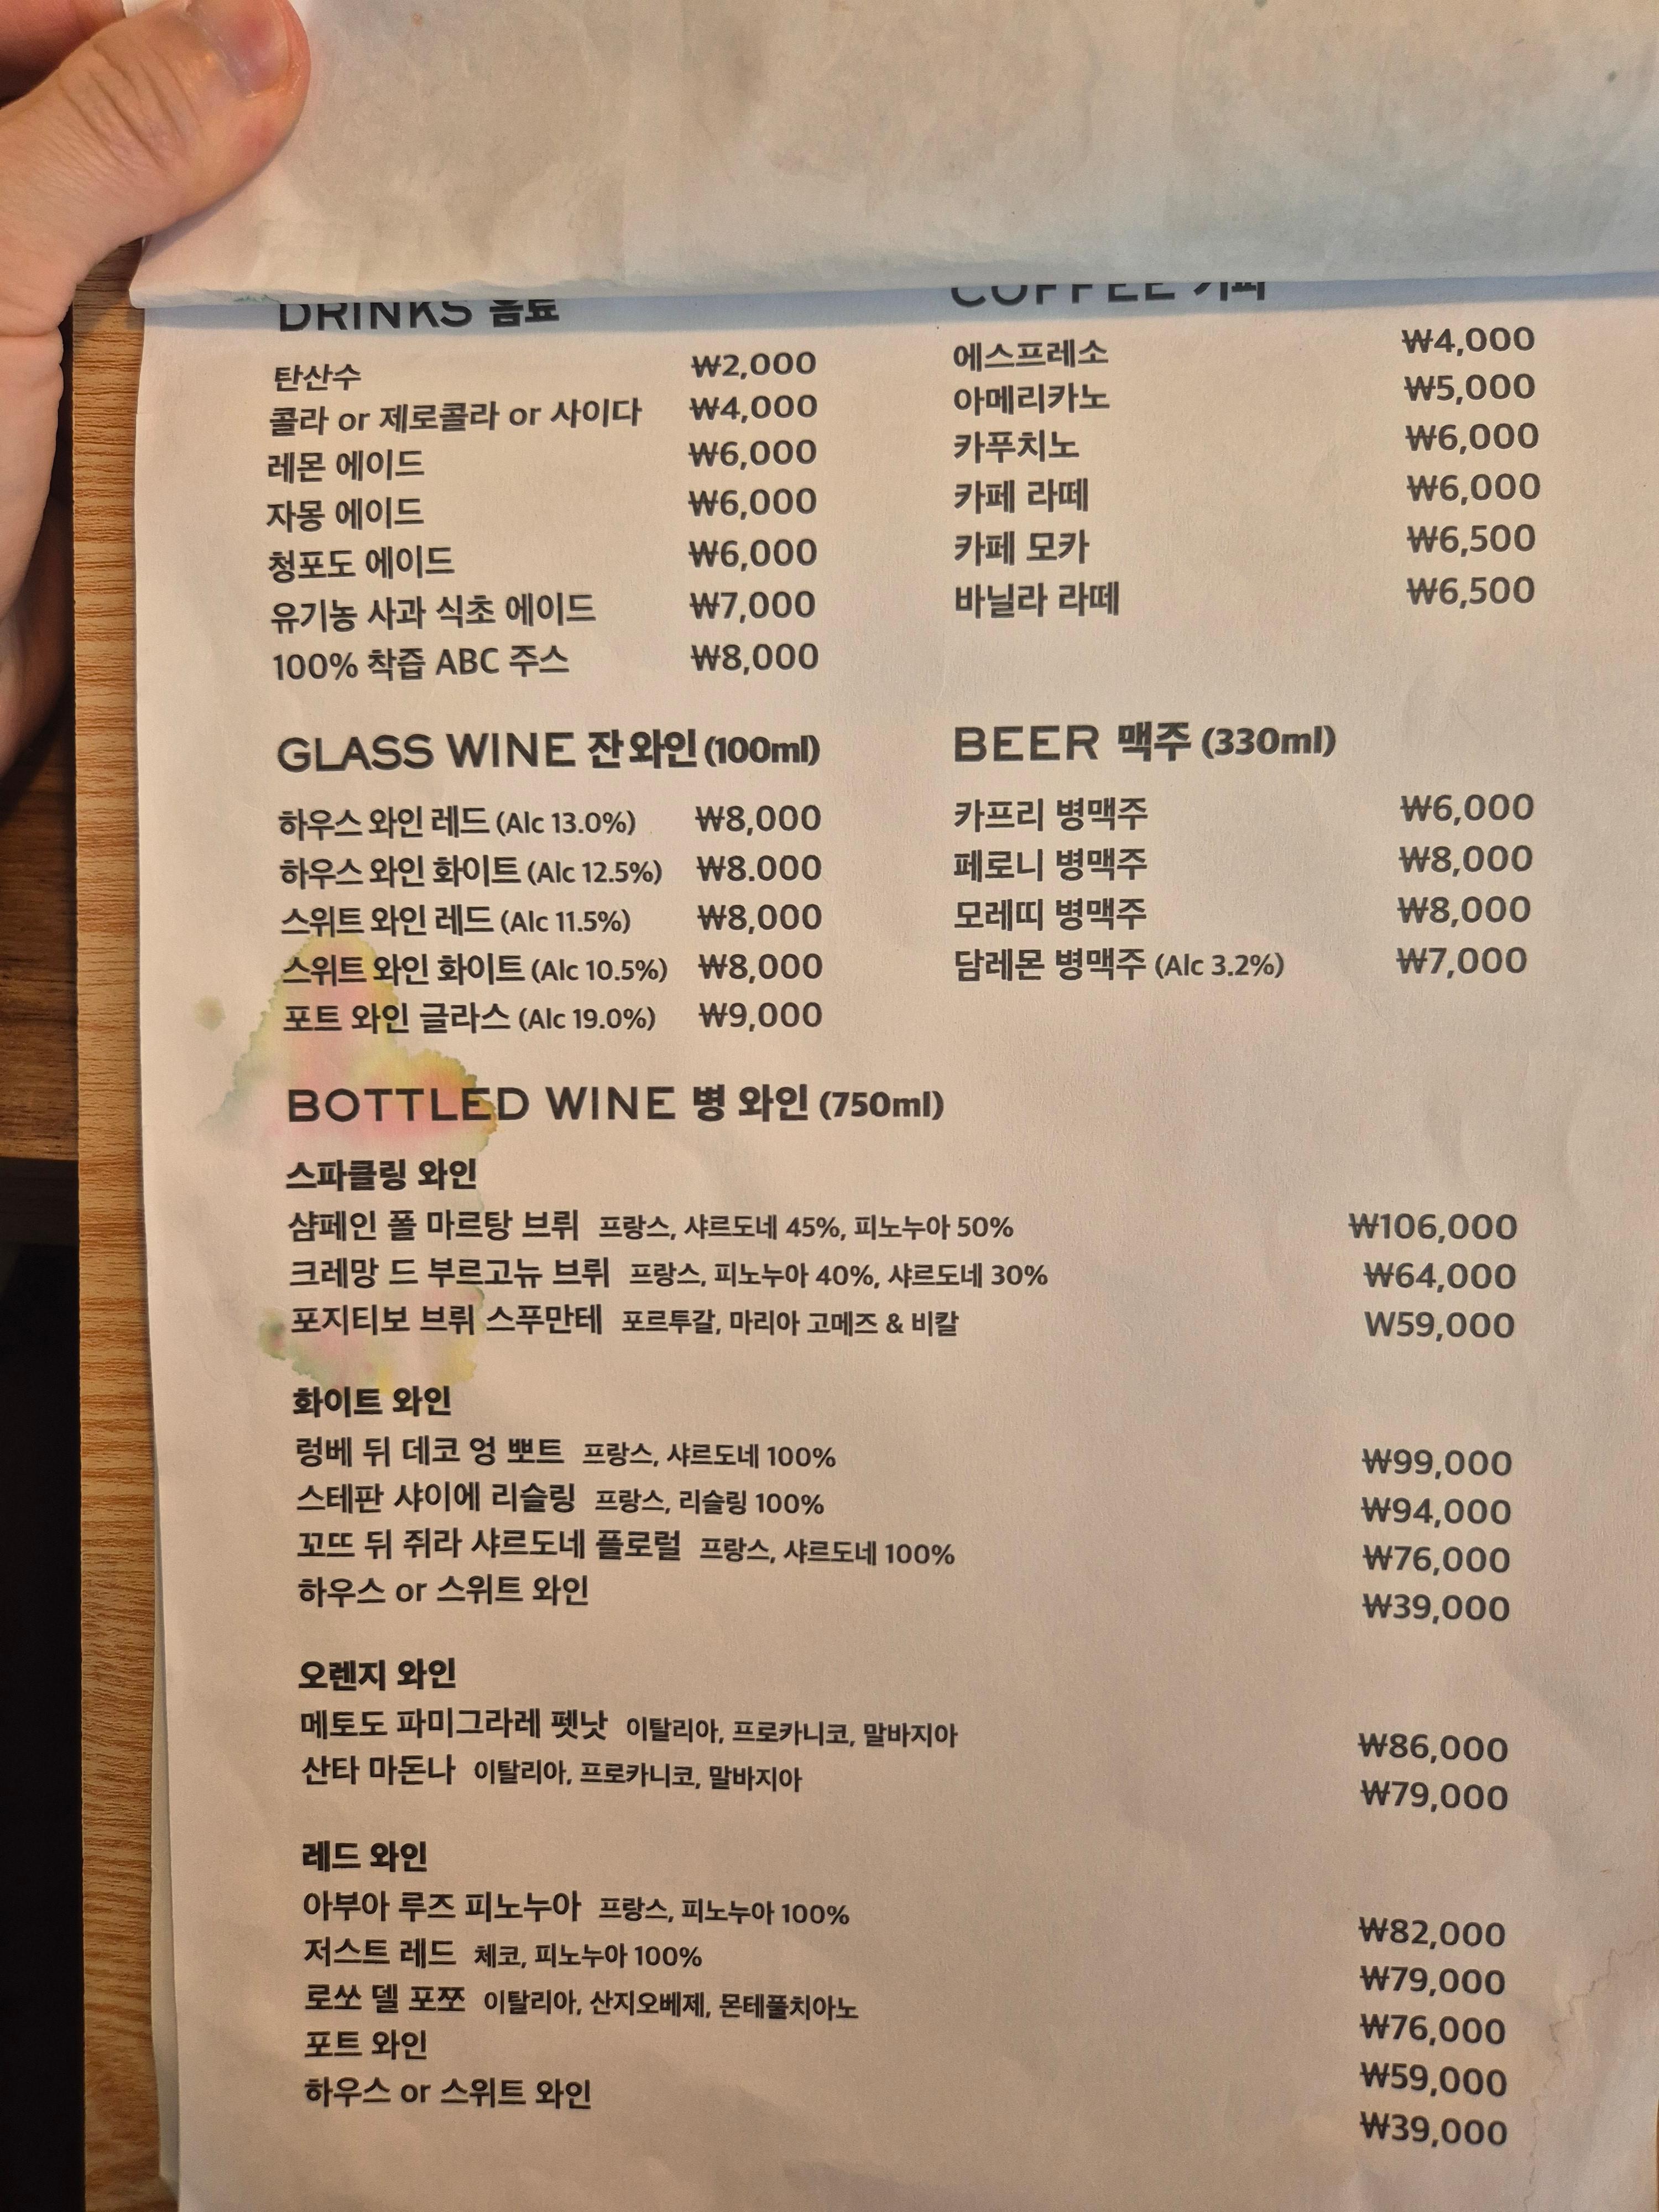 DRINKS 음료
탄산수 ₩2,000
콜라 or 제로콜라 or 사이다 ₩4,000
레몬 에이드 ₩6,000
자몽 에이드 ₩6,000
청포도 에이드 ₩6,000
유기농 사과 식초 에이드 ₩7,000
100% 착즙 ABC 주스 ₩8,000
COFFEE 커피
에스프레소 ₩4,000
아메리카노 ₩5,000
카푸치노 ₩6,000
카페 라떼 ₩6,000
카페 모카 ₩6,500
바닐라 라떼 ₩6,500
GLASS WINE 잔 와인 (100ml)
하우스 와인 레드 (Alc 13.0%) ₩8,000
하우스 와인 화이트 (Alc 12.5%) ₩8.000
스위트 와인 레드 (Alc 11.5%) ₩8,000
스위트 와인 화이트 (Alc 10.5%) ₩8,000
포트 와인 글라스 (Alc 19.0%) ₩9,000
BEER 맥주 (330ml)
카프리 병맥주 ₩6,000
페로니 병맥주 ₩8,000
모레띠 병맥주 ₩8,000
담레몬 병맥주 (Alc 3.2%) ₩7,000
BOTTLED WINE 병 와인 (750ml)
스파클링 와인
샴페인 폴 마르탕 브뤼 프랑스, 샤르도네 45%, 피노누아 50% ₩106,000
크레망 드 부르고뉴 브뤼 프랑스, 피노누아 40%, 샤르도네 30% ₩64,000
포지티보 브뤼 스푸만테 포르투갈, 마리아 고메즈 & 비칼 W59,000
화이트 와인
렁베 뒤 데코 엉 뽀트 프랑스, 샤르도네 100% ₩99,000
스테판 샤이에 리슬링 프랑스, 리슬링 100% ₩94,000
꼬뜨 뒤 쥐라 샤르도네 플로럴 프랑스, 샤르도네 100% ₩76,000
하우스 or 스위트 와인 ₩39,000
오렌지 와인
메토도 파미그라레 펫낫 이탈리아, 프로카니코, 말바지아 ₩86,000
산타 마돈나 이탈리아, 프로카니코, 말바지아 ₩79,000
레드 와인
아부아 루즈 피노누아 프랑스, 피노누아 100% ₩82,000
저스트 레드 체코, 피노누아 100% ₩79,000
로쏘 델 포쪼 이탈리아, 산지오베제, 몬테풀치아노 ₩76,000
포트 와인 ₩59,000
하우스 or 스위트 와인 ₩39,000